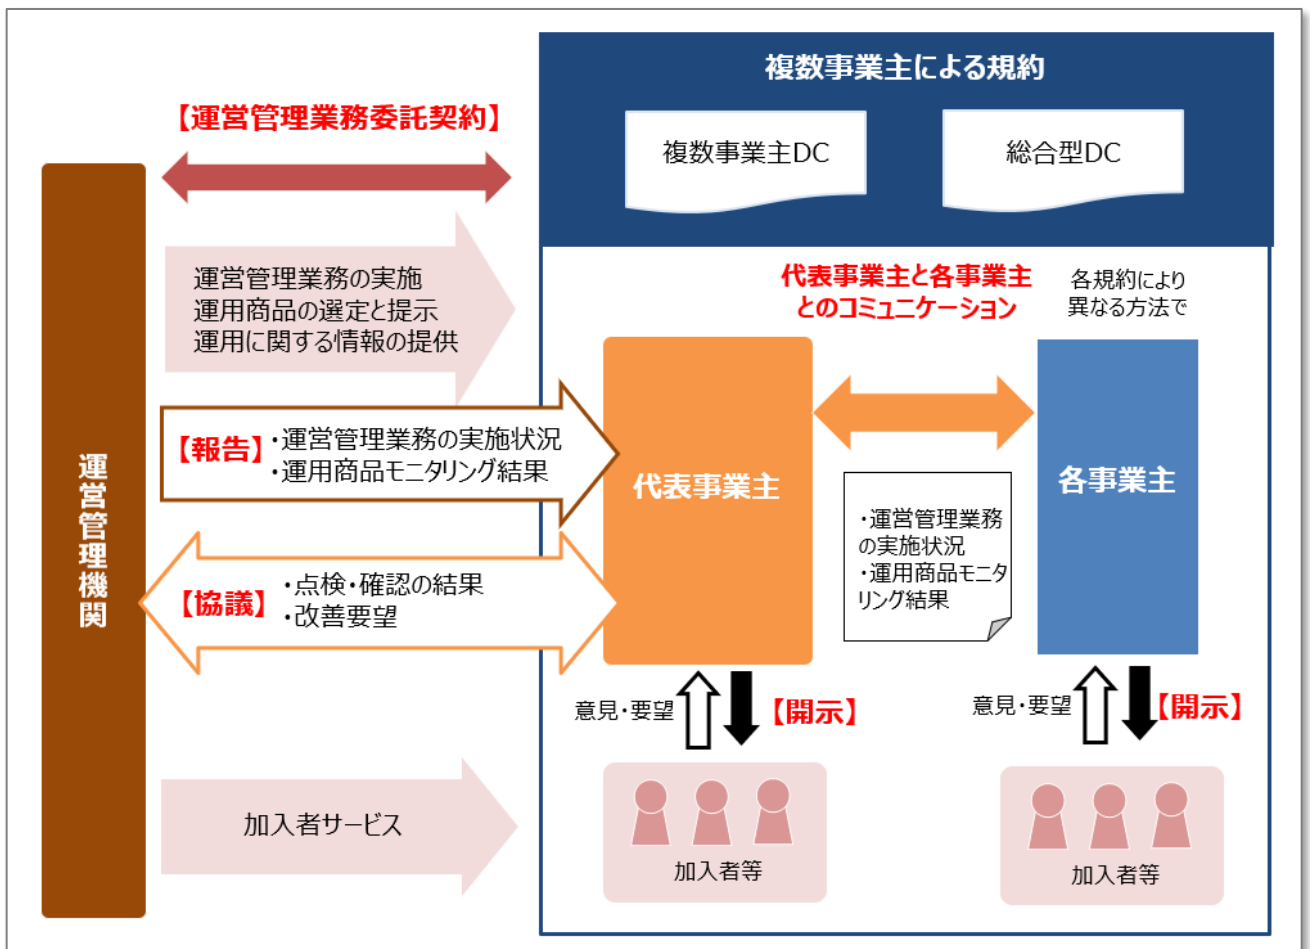 複数事業主による規約
複数事業主DC
総合型DC
【運営管理業務委託契約】
運営管理機関
運営管理業務の実施
運用商品の選定と提示
運用に関する情報の提供
代表事業主と各事業主
とのコミュニケーション
各規約により
異なる方法で
【報告】
・運営管理業務の実施状況
・運用商品モニタリング結果
代表事業主
各事業主
・運営管理業務
の実施状況
・運用商品モニタ
リング結果
【協議】
・点検・確認の結果
・改善要望
意見・要望
【開示】
意見・要望
【開示】
加入者サービス
加入者等
加入者等